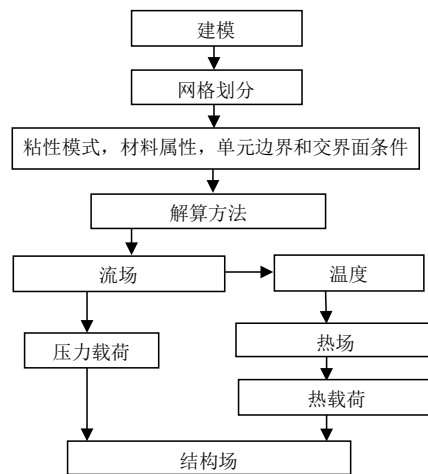 建模
网格划分
粘性模式，材料属性，单元边界和交界面条件
解算方法
流场
温度
压力载荷
热场
热载荷
结构场